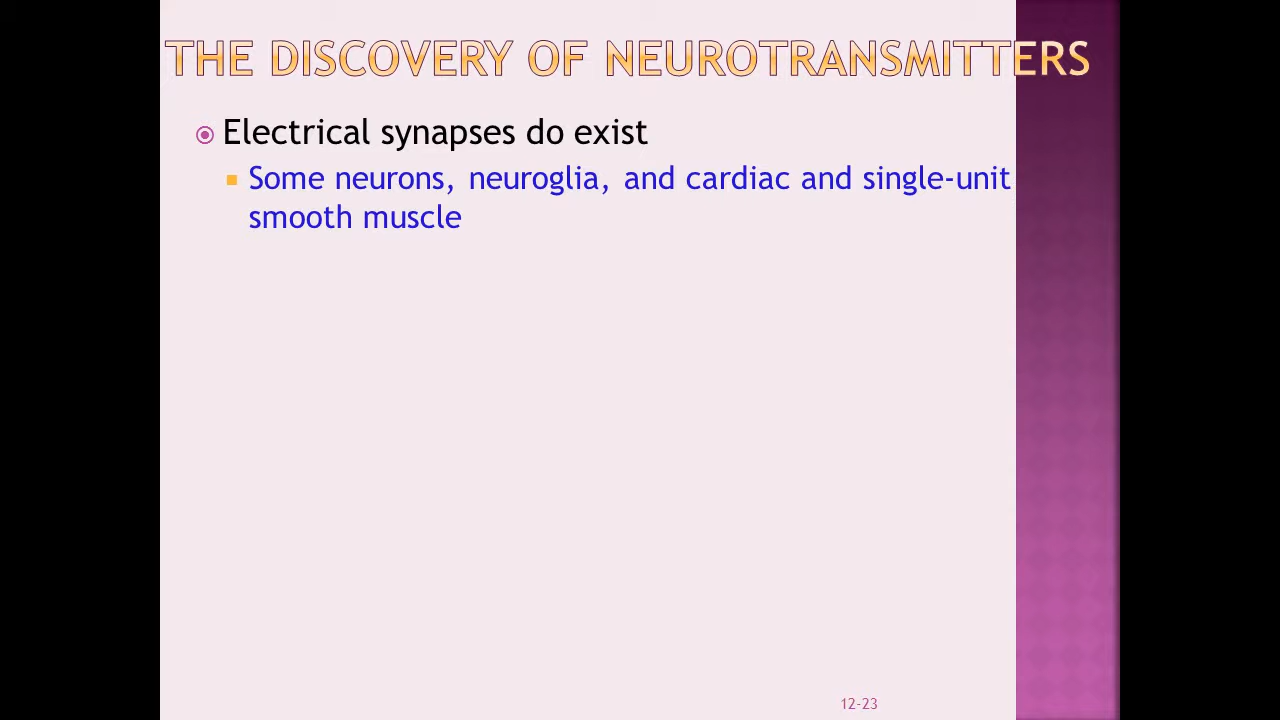 THE DISCOVERY OF NEUROTRANSMITTERS
Electrical synapses do exist
Some neurons, neuroglia, and cardiac and single-unit
smooth muscle
12-23